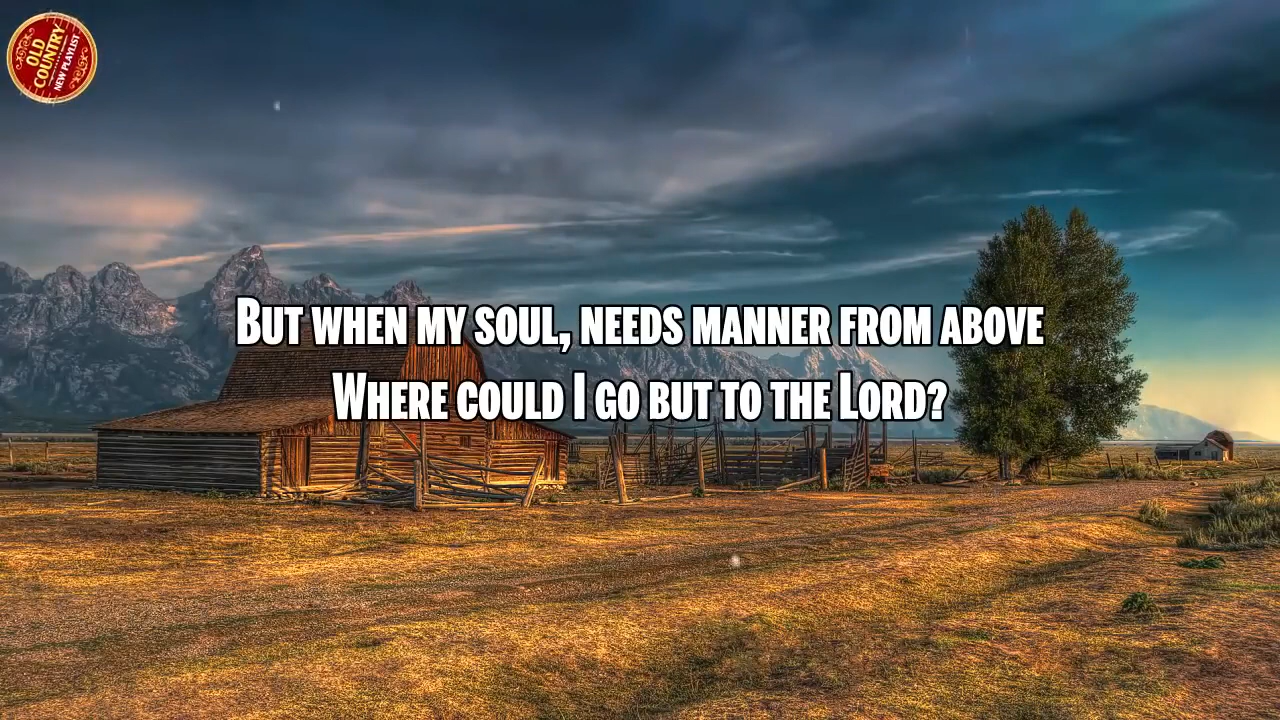 OLD
COUNTRY
NEW PLAYLIST
But when my soul, needs manner from above
Where could I go but to the Lord?